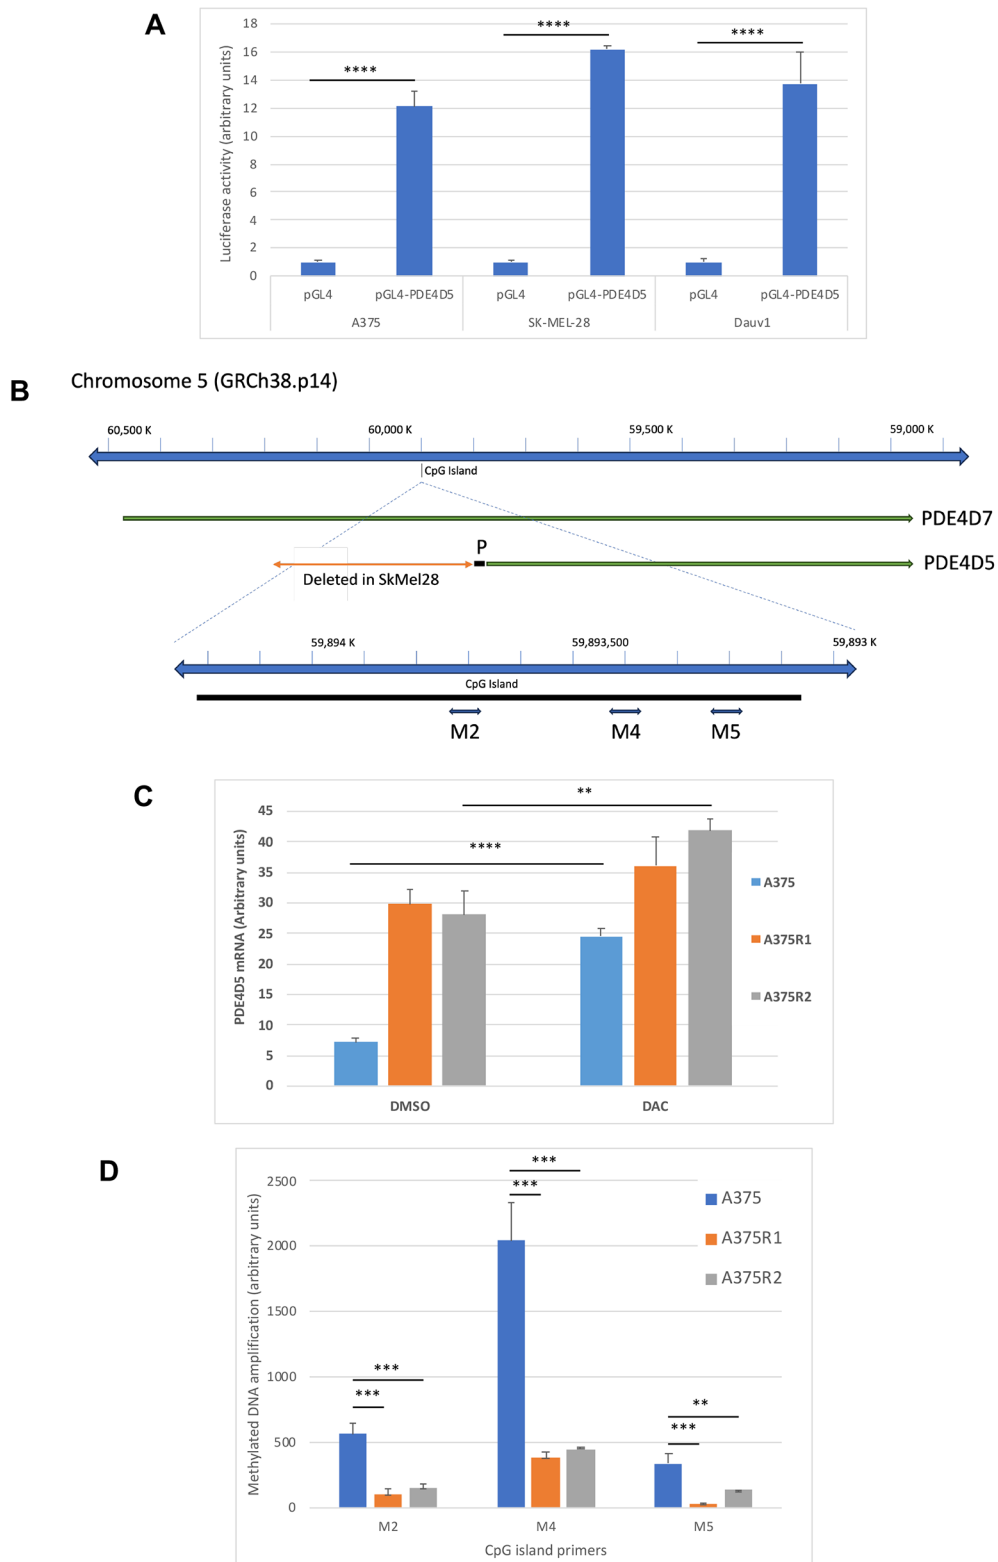 A
Luciferase activity (arbitrary units)
18
16
14
12
10
8
6
4
2
0
****
****
****
pGL4 pGL4-PDE4D5 pGL4 pGL4-PDE4D5 pGL4 pGL4-PDE4D5
A375 SK-MEL-28 Dauv1
B
Chromosome 5 (GRCh38.p14)
60,500 K 60,000 K 59,500 K 59,000 K
CpG Island
PDE4D7
P
PDE4D5
Deleted in SkMel28
59,894 K 59,893,500 59,893 K
CpG Island
M2 M4 M5
C
PDE4D5 mRNA (Arbitrary units)
45
40
35
30
25
20
15
10
5
0
**
****
A375
A375R1
A375R2
DMSO DAC
D
Methylated DNA amplification (arbitrary units)
2500
2000
1500
1000
500
0
***
***
***
***
**
***
A375
A375R1
A375R2
M2 M4 M5
CpG island primers